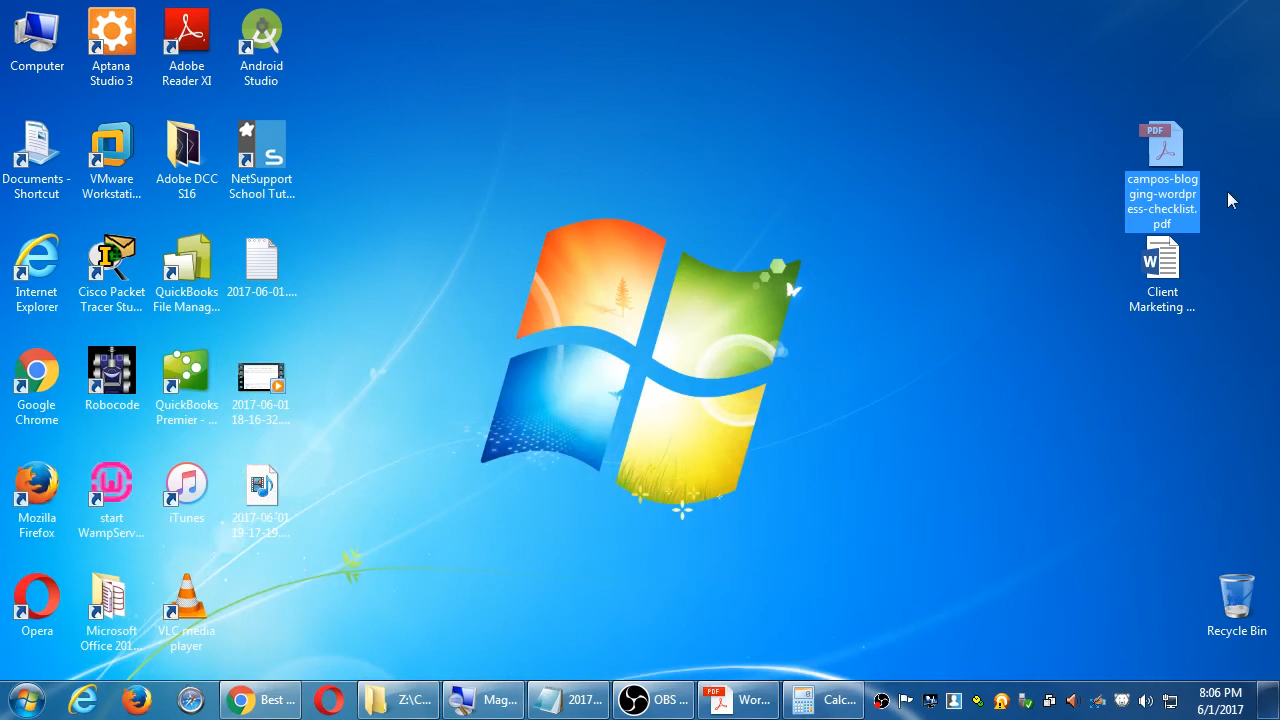 Computer
Aptana
Studio 3
Adobe
Reader XI
Android
Studio
PDF
campos-blog
ging-wordpr
ess-checklist.
pdf
Documents -
Shortcut
VMware
Workstati...
Adobe DCC
S16
S
NetSupport
School Tut...
Internet
Explorer
Cisco Packet
Tracer Stu...
QuickBooks
File Manag...
2017-06-01....
W
Client
Marketing ...
Google
Chrome
Robocode
QuickBooks
Premier - ...
2017-06-01
18-16-32....
Mozilla
Firefox
start
WampServ...
iTunes
2017-06-01
19-17-19....
Opera
Microsoft
Office 201...
VLC media
player
Recycle Bin
Best ...
Z:\C...
Mag...
2017...
OBS ...
PDF
Wor...
Calc...
8:06 PM
6/1/2017